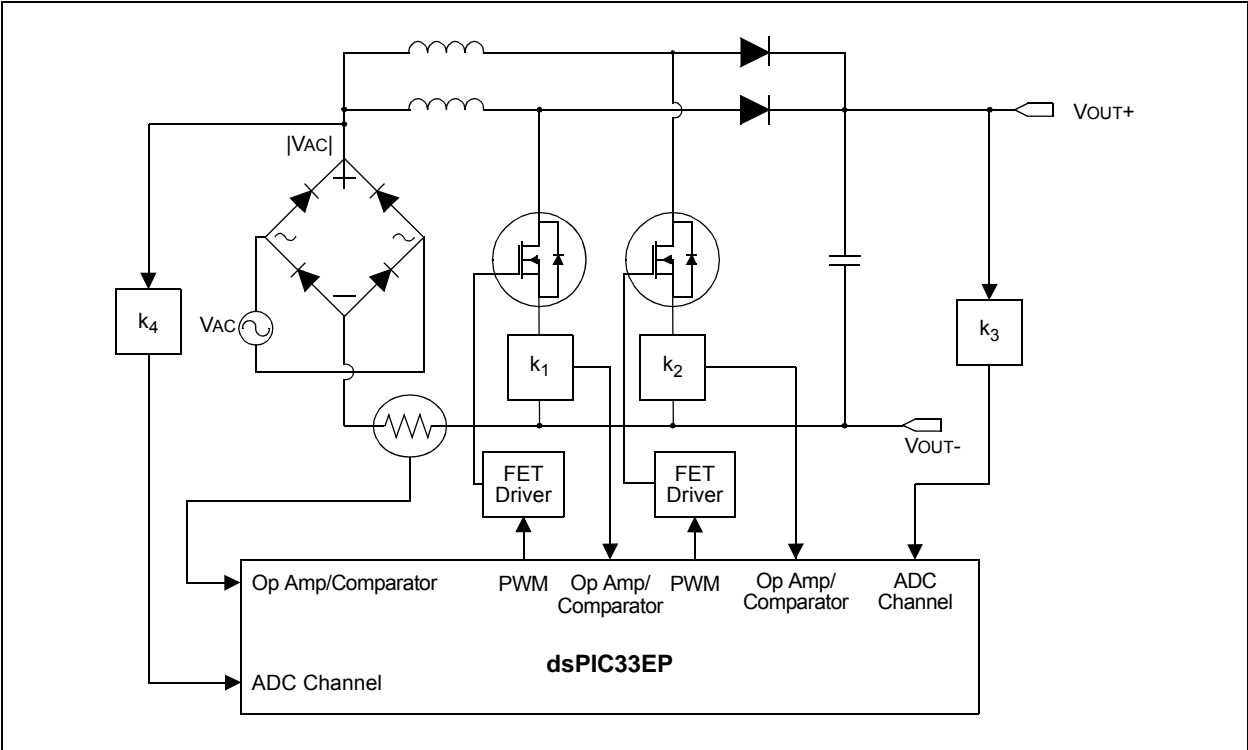 VOUT+
|VAC|
k4
VAC
k1
k2
k3
VOUT-
FET
Driver
FET
Driver
Op Amp/Comparator
PWM
Op Amp/
Comparator
PWM
Op Amp/
Comparator
ADC
Channel
dsPIC33EP
ADC Channel